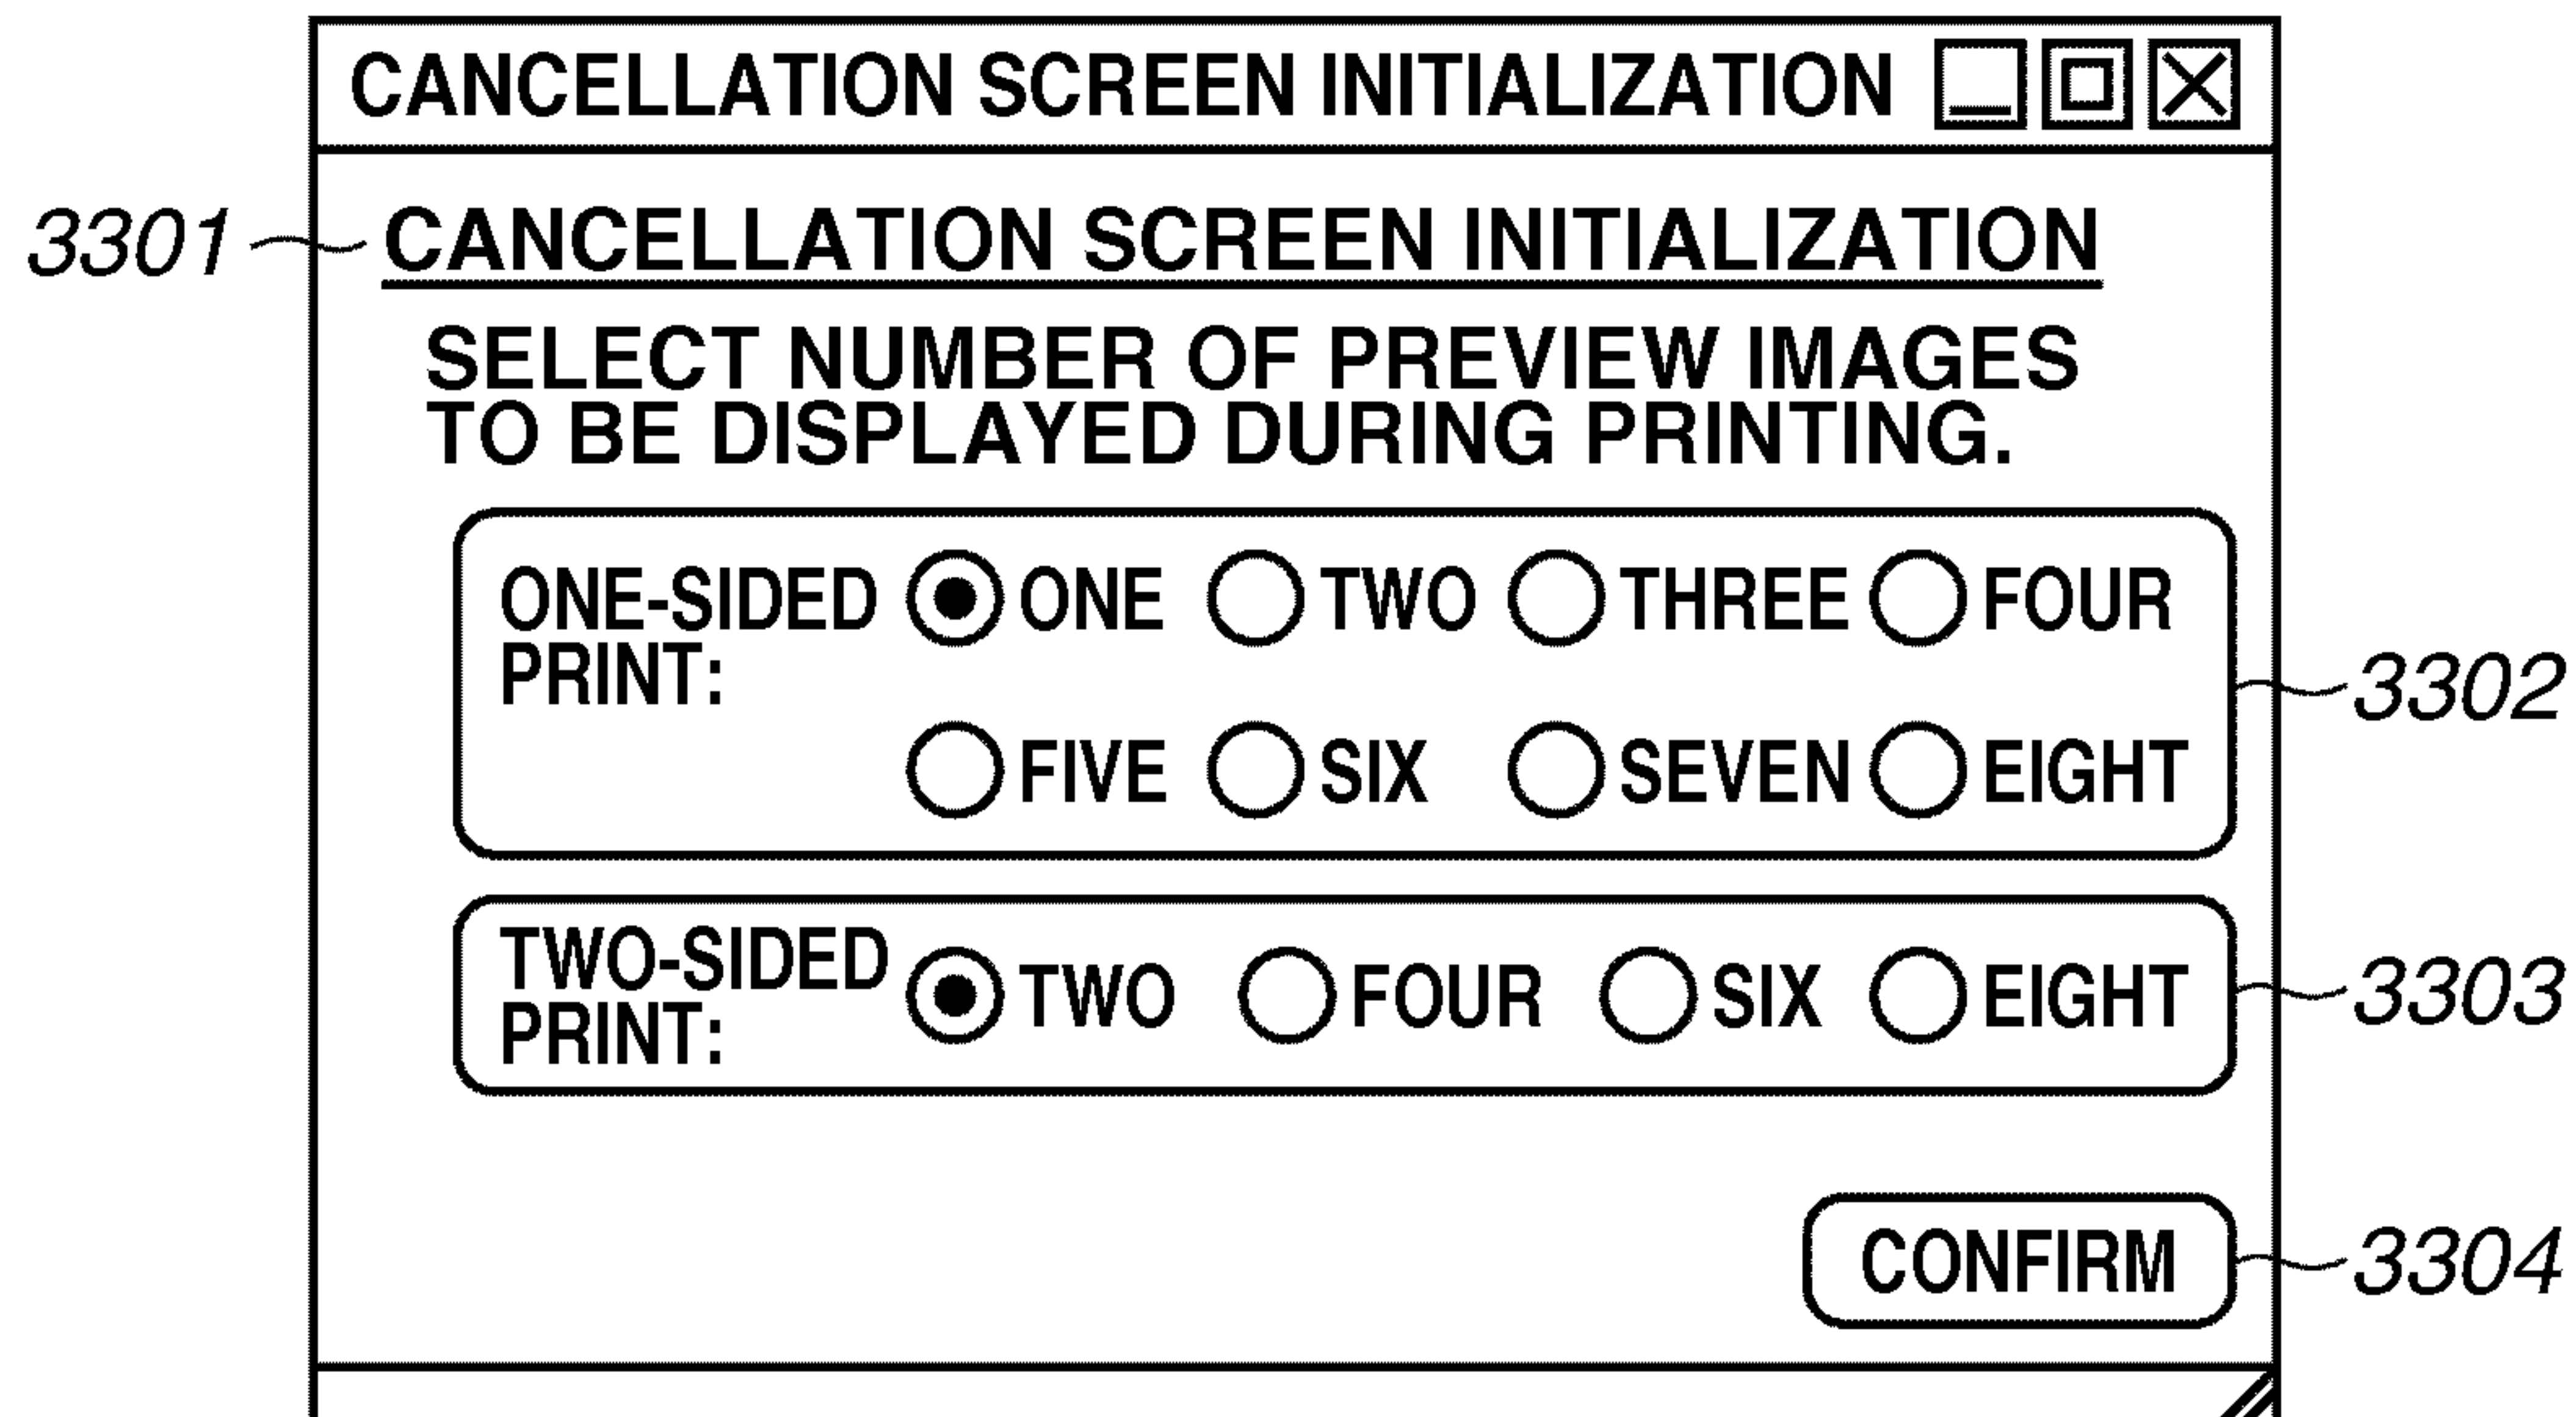 CANCELLATION SCREEN INITIALIZATION
3301
CANCELLATION SCREEN INITIALIZATION
SELECT NUMBER OF PREVIEW IMAGES
TO BE DISPLAYED DURING PRINTING.
ONE-SIDED ONE TWO THREE FOUR
PRINT:
3302
FIVE SIX SEVEN EIGHT
TWO-SIDED TWO FOUR SIX EIGHT
PRINT:
3303
CONFIRM 3304